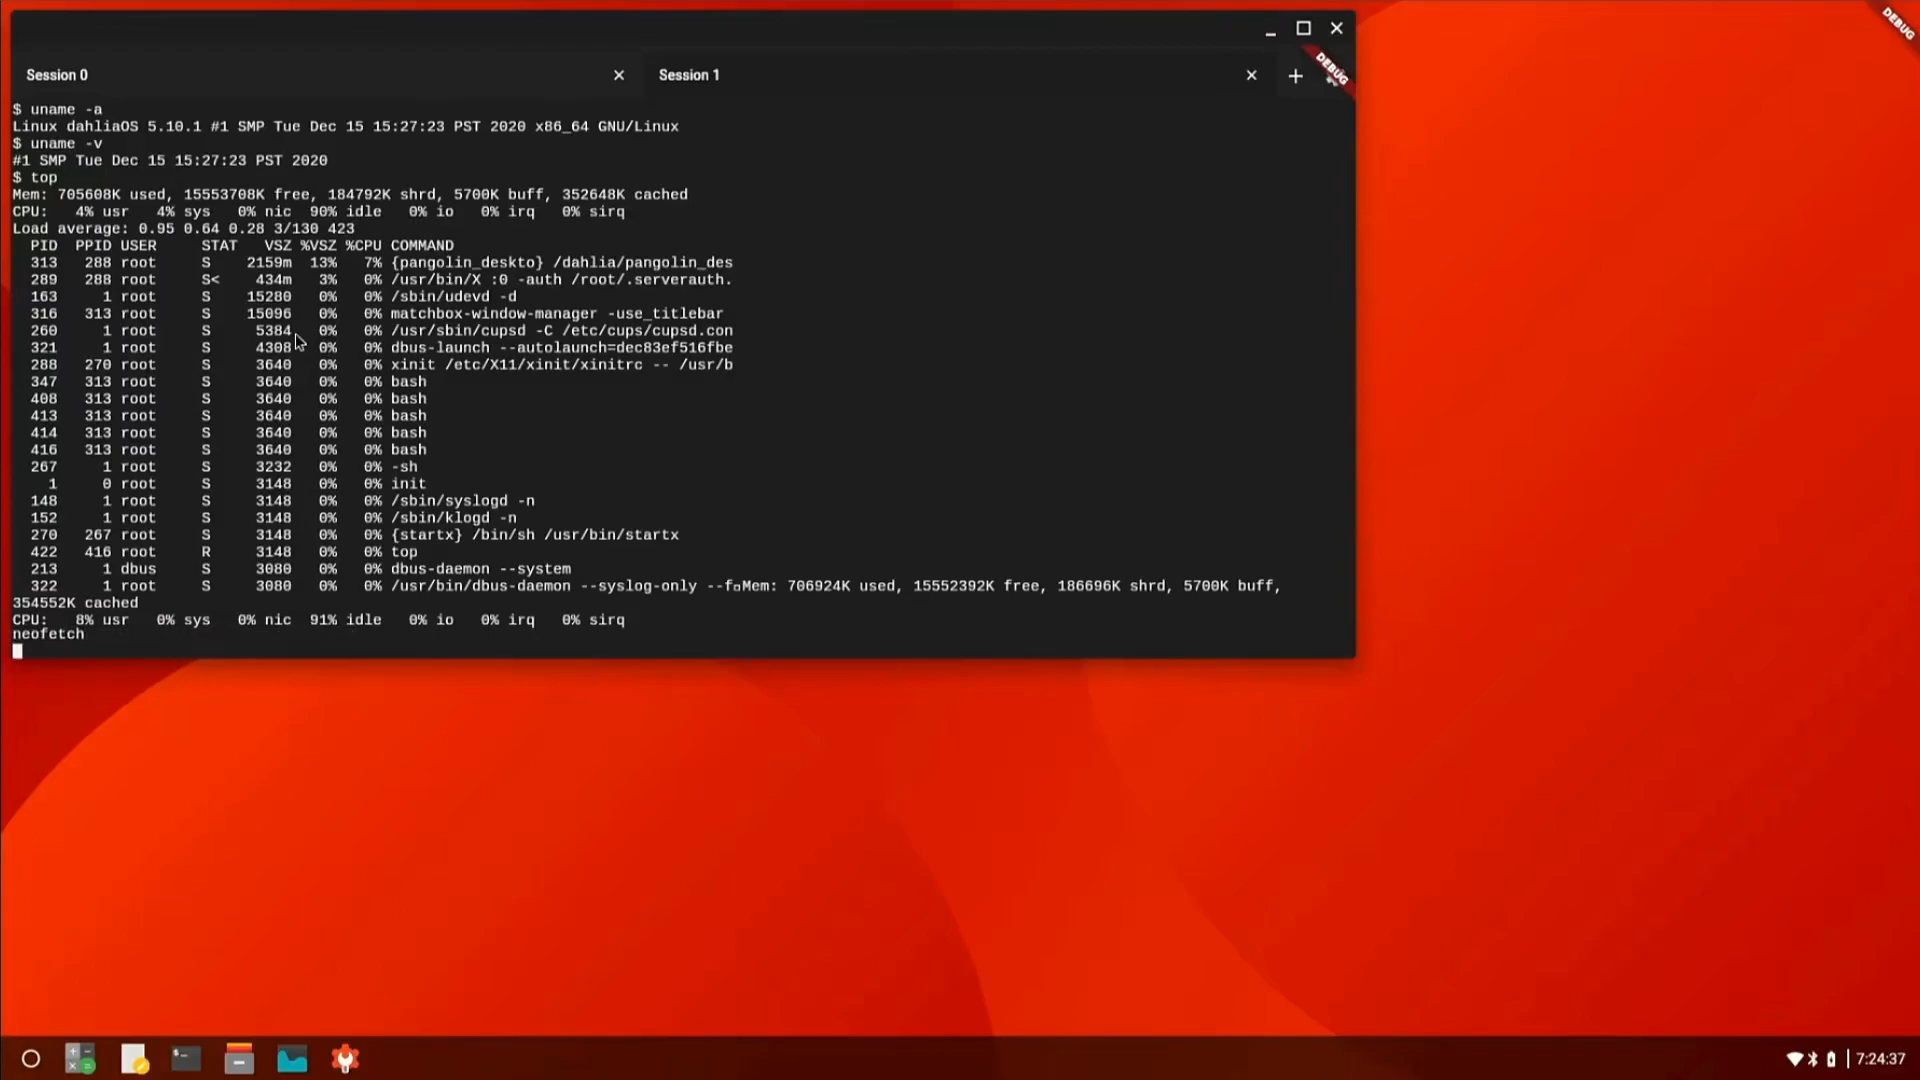 DEBUG
Session 0
Session 1
DEBUG
$ uname -a
Linux dahliaOS 5.10.1 #1 SMP Tue Dec 15 15:27:23 PST 2020 x86_64 GNU/Linux
$ uname -v
#1 SMP Tue Dec 15 15:27:23 PST 2020
$ top
Mem: 705608K used, 15553708K free, 184792K shrd, 5700K buff, 352648K cached
CPU:   4% usr   4% sys   0% nic  90% idle   0% io   0% irq   0% sirq
Load average: 0.95 0.64 0.28 3/130 423
  PID  PPID USER     STAT   VSZ %VSZ %CPU COMMAND
  313   288 root     S    2159m  13%   7% {pangolin_deskto} /dahlia/pangolin_des
  289   288 root     S<    434m   3%   0% /usr/bin/X :0 -auth /root/.serverauth.
  163     1 root     S    15280   0%   0% /sbin/udevd -d
  316   313 root     S    15096   0%   0% matchbox-window-manager -use_titlebar
  260     1 root     S     5384   0%   0% /usr/sbin/cupsd -C /etc/cups/cupsd.con
  321     1 root     S     4308   0%   0% dbus-launch --autolaunch=dec83ef516fbe
  288   270 root     S     3640   0%   0% xinit /etc/X11/xinit/xinitrc -- /usr/b
  347   313 root     S     3640   0%   0% bash
  408   313 root     S     3640   0%   0% bash
  413   313 root     S     3640   0%   0% bash
  414   313 root     S     3640   0%   0% bash
  416   313 root     S     3640   0%   0% bash
  267     1 root     S     3232   0%   0% -sh
    1     0 root     S     3148   0%   0% init
  148     1 root     S     3148   0%   0% /sbin/syslogd -n
  152     1 root     S     3148   0%   0% /sbin/klogd -n
  270   267 root     S     3148   0%   0% {startx} /bin/sh /usr/bin/startx
  422   416 root     R     3148   0%   0% top
  213     1 dbus     S     3080   0%   0% dbus-daemon --system
  322     1 root     S     3080   0%   0% /usr/bin/dbus-daemon --syslog-only --f▯Mem: 706924K used, 15552392K free, 186696K shrd, 5700K buff,
354552K cached
CPU:   8% usr   0% sys   0% nic  91% idle   0% io   0% irq   0% sirq
neofetch
7:24:37